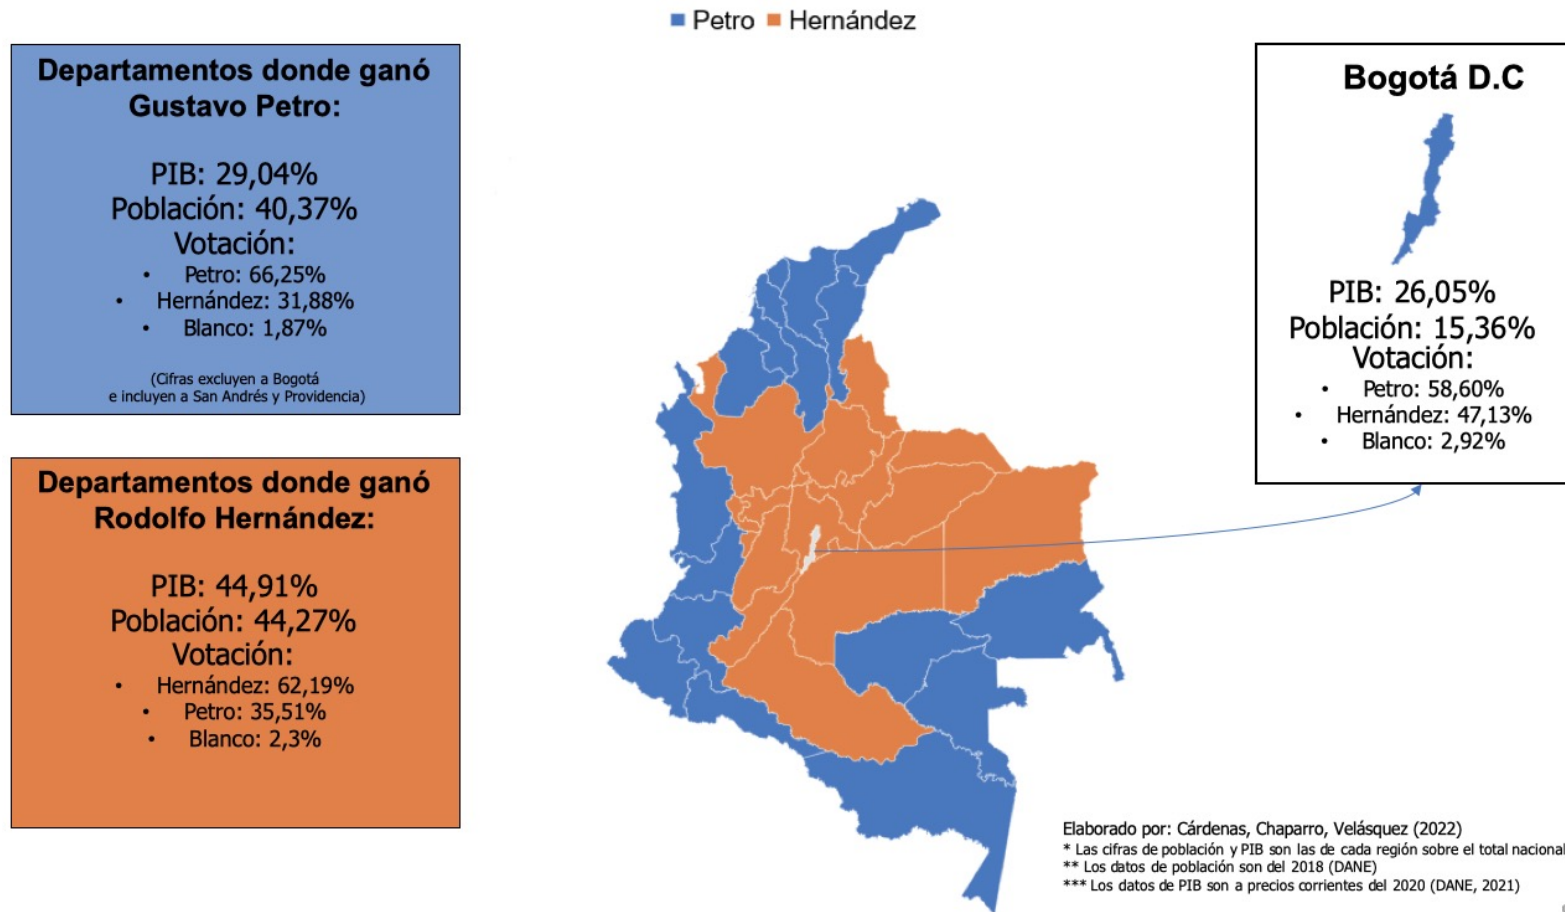 Petro Hernández
Departamentos donde ganó
Gustavo Petro:
PIB: 29,04%
Población: 40,37%
Votación:
• Petro: 66,25%
• Hernández: 31,88%
• Blanco: 1,87%
(Cifras excluyen a Bogotá
e incluyen a San Andrés y Providencia)
Departamentos donde ganó
Rodolfo Hernández:
PIB: 44,91%
Población: 44,27%
Votación:
• Hernández: 62,19%
• Petro: 35,51%
• Blanco: 2,3%
Bogotá D.C
PIB: 26,05%
Población: 15,36%
Votación:
• Petro: 58,60%
• Hernández: 47,13%
• Blanco: 2,92%
Elaborado por: Cárdenas, Chaparro, Velásquez (2022)
* Las cifras de población y PIB son las de cada región sobre el total nacional
** Los datos de población son del 2018 (DANE)
*** Los datos de PIB son a precios corrientes del 2020 (DANE, 2021)